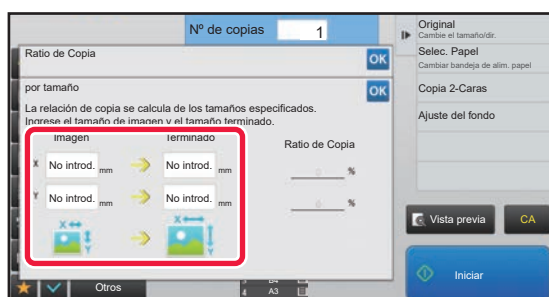 Nº de copias 1
Ratio de Copia OK
por tamaño OK
La relación de copia se calcula de los tamaños especificados.
Ingrese el tamaño de imagen y el tamaño terminado.
Imagen Terminado
Ratio de Copia
X No introd. mm No introd. mm %
Y No introd. mm No introd. mm %
X Y X Y
Otros
B4
4 A3
Original
Cambie el tamaño/dir.
Selec. Papel
Cambiar bandeja de alim. papel
Copia 2-Caras
Ajuste del fondo
Vista previa CA
Iniciar